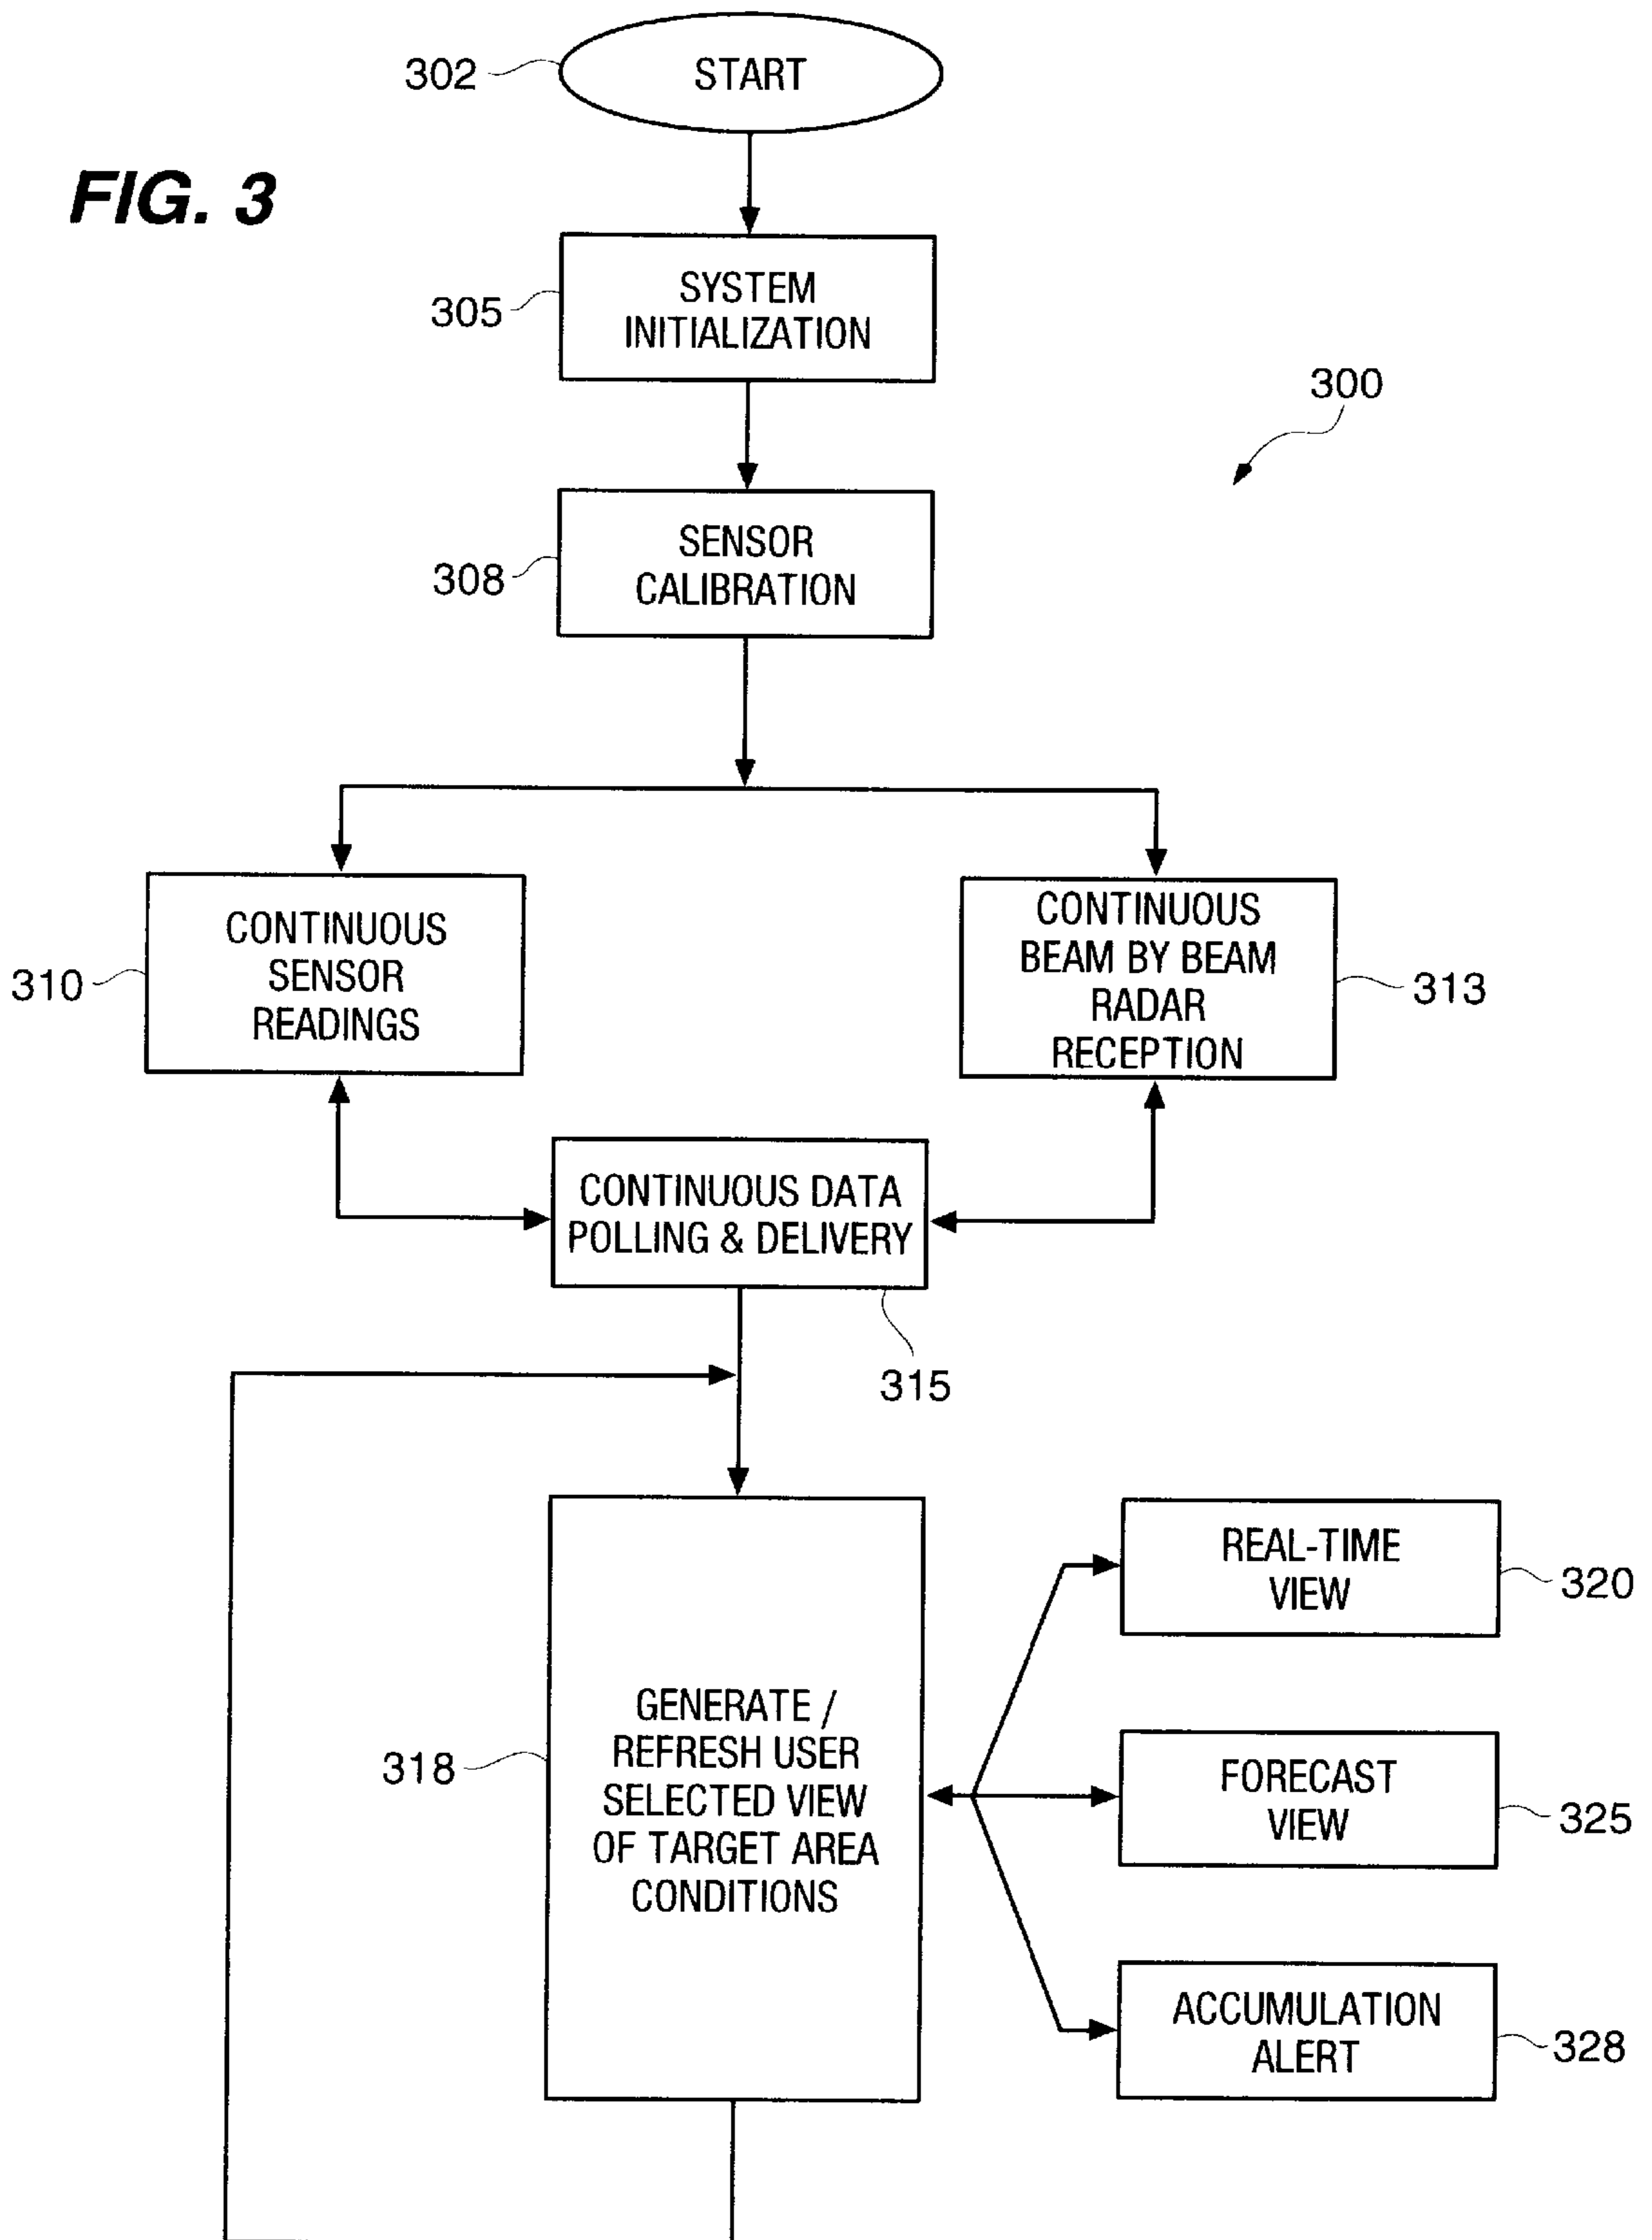 302
START
FIG. 3
305
SYSTEM
INITIALIZATION
300
308
SENSOR
CALIBRATION
310
CONTINUOUS
SENSOR
READINGS
CONTINUOUS
BEAM BY BEAM
RADAR
RECEPTION
313
CONTINUOUS DATA
POLLING & DELIVERY
315
318
GENERATE /
REFRESH USER
SELECTED VIEW
OF TARGET AREA
CONDITIONS
REAL-TIME
VIEW
320
FORECAST
VIEW
325
ACCUMULATION
ALERT
328